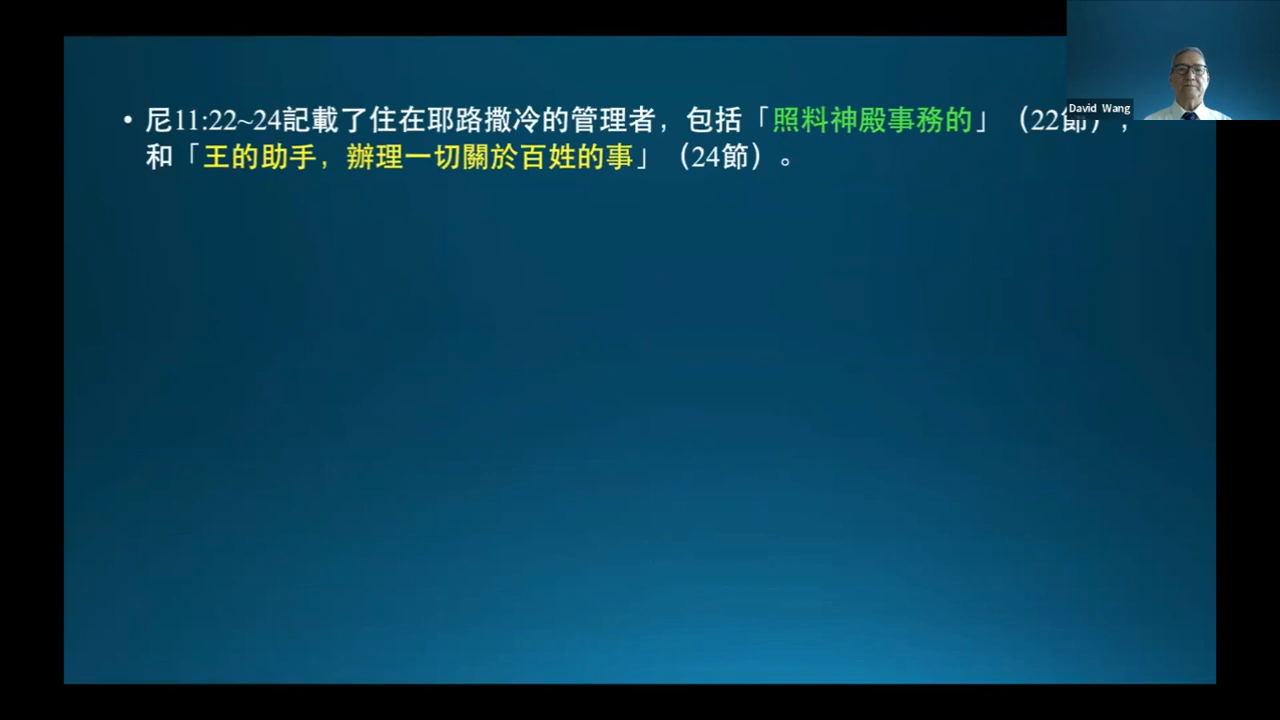 • 尼11:22~24記載了住在耶路撒冷的管理者，包括「照料神殿事務的」（22節），
和「王的助手，辦理一切關於百姓的事」（24節）。
David Wang